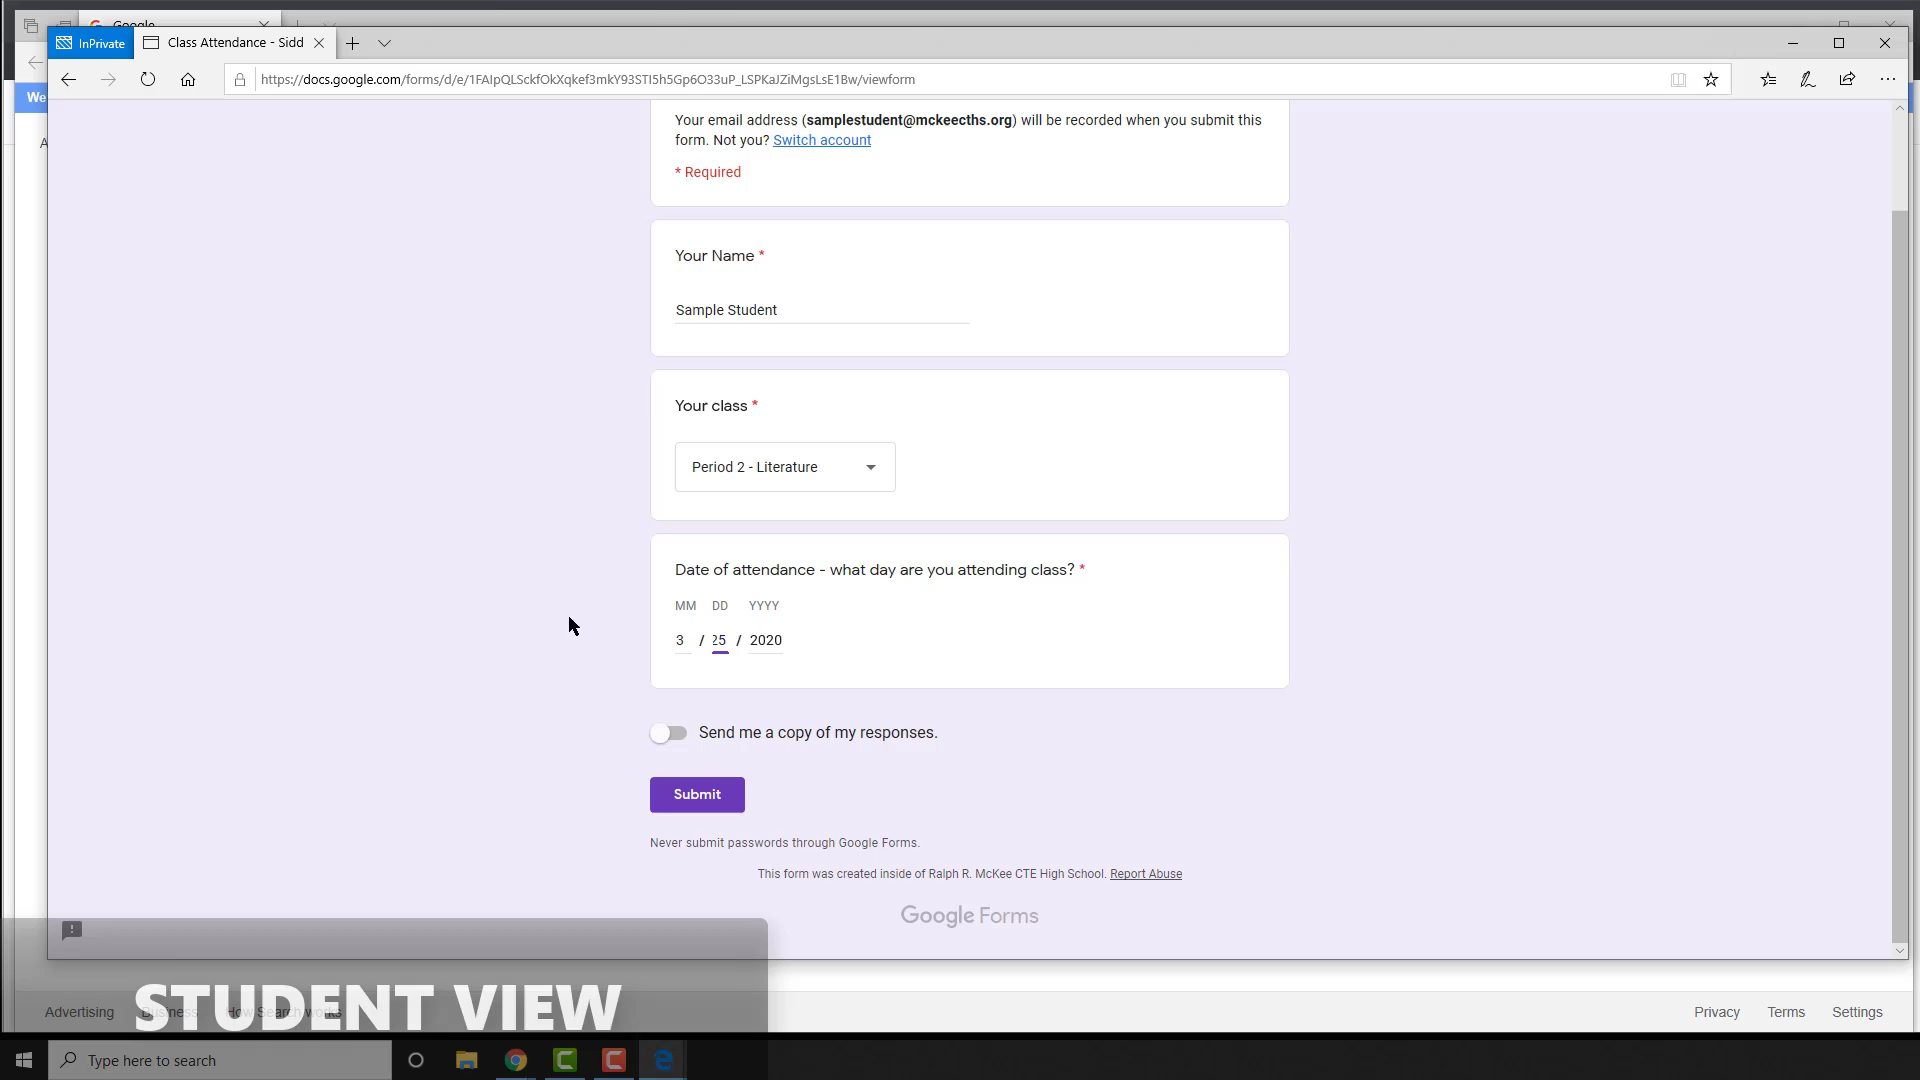 Google
InPrivate
Class Attendance - Sidd
https://docs.google.com/forms/d/e/1FAIpQLSckfOkXqkef3mkY93STI5h5Gp6O33uP_LSPKaJZiMgsLsE1Bw/viewform
We
A
Your email address (samplestudent@mckeecths.org) will be recorded when you submit this
form. Not you? Switch account
* Required
Your Name *
Sample Student
Your class *
Period 2 - Literature
Date of attendance - what day are you attending class? *
MM DD YYYY
3 / 25 / 2020
Send me a copy of my responses.
Submit
Never submit passwords through Google Forms.
This form was created inside of Ralph R. McKee CTE High School. Report Abuse
Google Forms
STUDENT VIEW
Advertising Business How Search works
Privacy Terms Settings
Type here to search